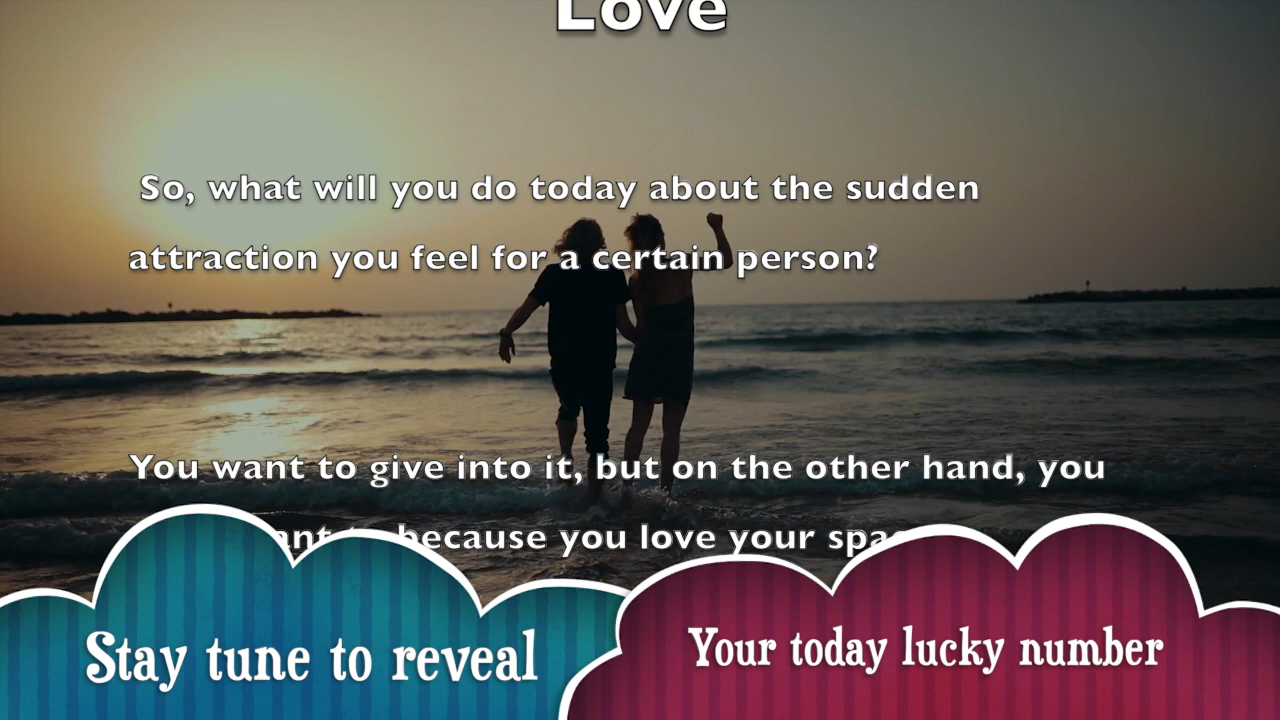 Love
So, what will you do today about the sudden
attraction you feel for a certain person?
You want to give into it, but on the other hand, you
because you love your
Stay tune to reveal
Your today lucky number